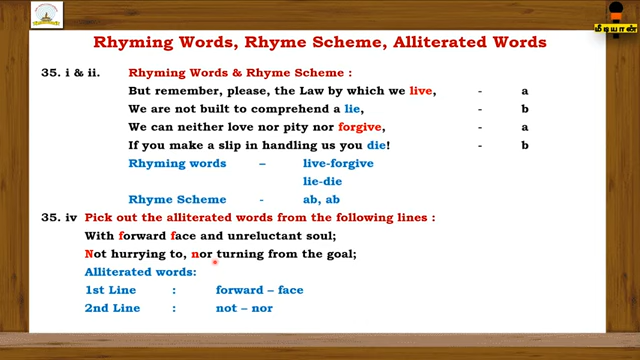 மீடியான்
Rhyming Words, Rhyme Scheme, Alliterated Words
35. i & ii. Rhyming Words & Rhyme Scheme :
But remember, please, the Law by which we live, - a
We are not built to comprehend a lie, - b
We can neither love nor pity nor forgive, - a
If you make a slip in handling us you die! - b
Rhyming words – live-forgive
lie-die
Rhyme Scheme - ab, ab
35. iv Pick out the alliterated words from the following lines :
With forward face and unreluctant soul;
Not hurrying to, nor turning from the goal;
Alliterated words:
1st Line : forward – face
2nd Line : not – nor